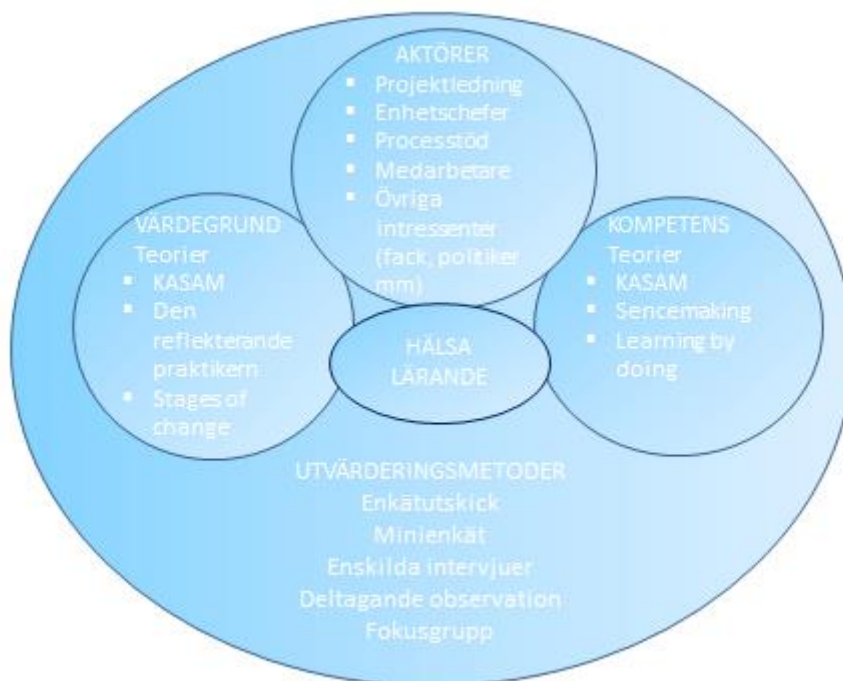 AKTÖRER
▪ Projektledning
▪ Enhetschefer
▪ Processtöd
▪ Medarbetare
▪ Övriga
intressenter
(fack, politiker
mm)
VÄRDEGRUND
Teorier
▪ KASAM
▪ Den
reflekterande
praktikern
▪ Stages of
change
KOMPETENS
Teorier
▪ KASAM
▪ Sencemaking
▪ Learning by
doing
HÄLSA
LÄRANDE
UTVÄRDERINGSMETODER
Enkätutskick
Minienkät
Enskilda intervjuer
Deltagande observation
Fokusgrupp